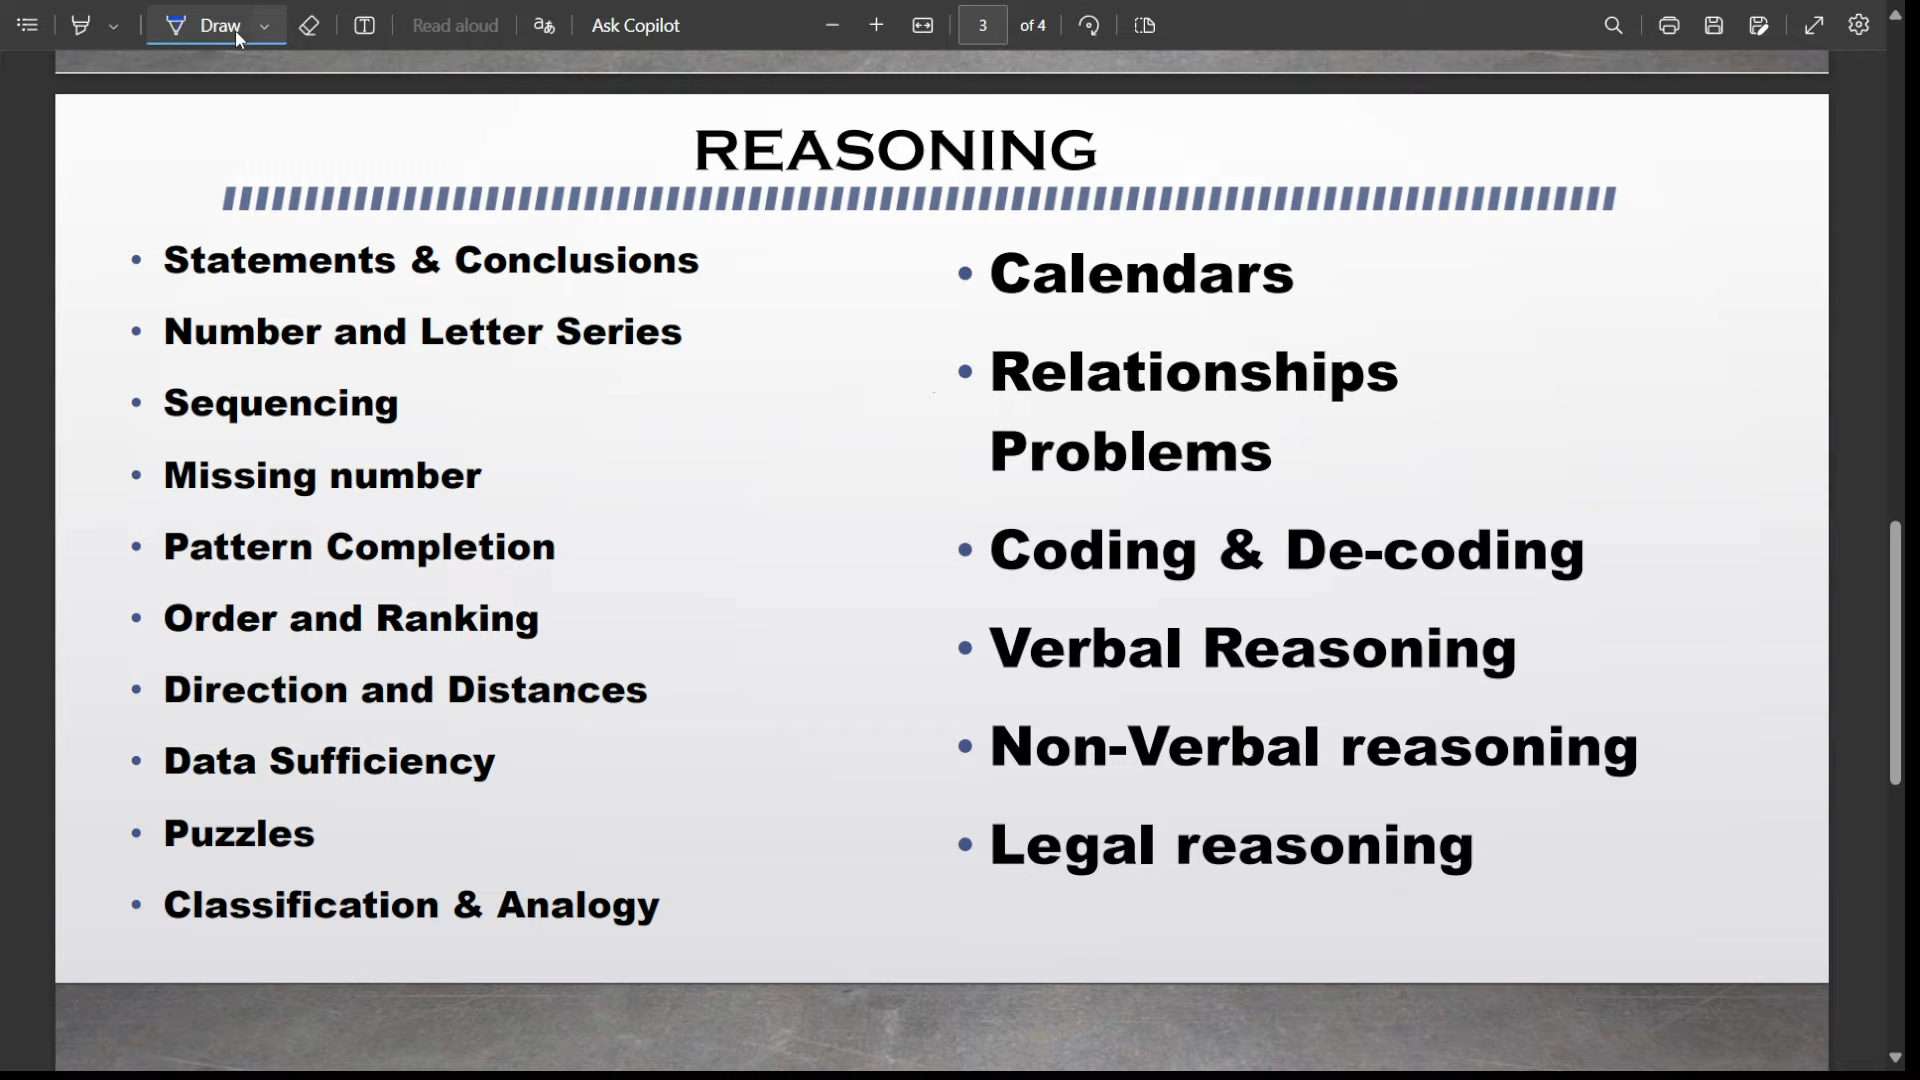 Draw
Read aloud
aあ
Ask Copilot
3 of 4
REASONING
• Statements & Conclusions
• Number and Letter Series
• Sequencing
• Missing number
• Pattern Completion
• Order and Ranking
• Direction and Distances
• Data Sufficiency
• Puzzles
• Classification & Analogy
• Calendars
• Relationships
Problems
• Coding & De-coding
• Verbal Reasoning
• Non-Verbal reasoning
• Legal reasoning